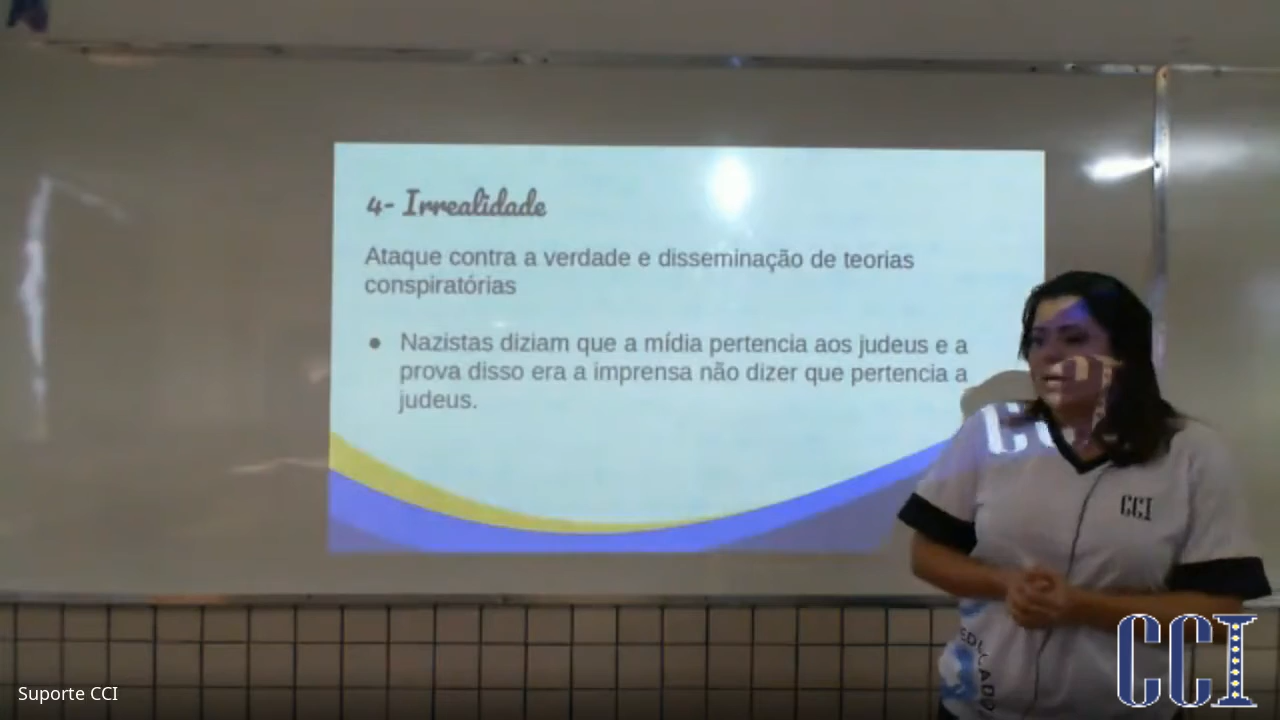 4- Irrealidade
Ataque contra a verdade e disseminação de teorias
conspiratórias
● Nazistas diziam que a mídia pertencia aos judeus e a
prova disso era a imprensa não dizer que pertencia a
judeus.
CCI
CCI
Suporte CCI